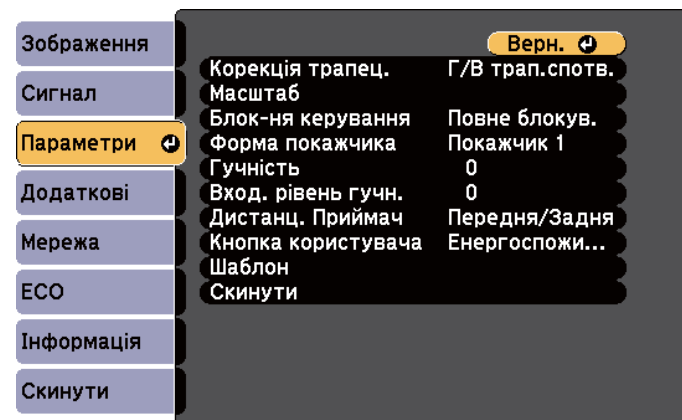 Зображення
Сигнал
Параметри
Додаткові
Мережа
ECO
Інформація
Скинути
Верн.
Корекція трапец. Г/В трап.спотв.
Масштаб
Блок-ня керування Повне блокув.
Форма покажчика Покажчик 1
Гучність 0
Вход. рівень гучн. 0
Дистанц. Приймач Передня/Задня
Кнопка користувача Енергоспожи...
Шаблон
Скинути